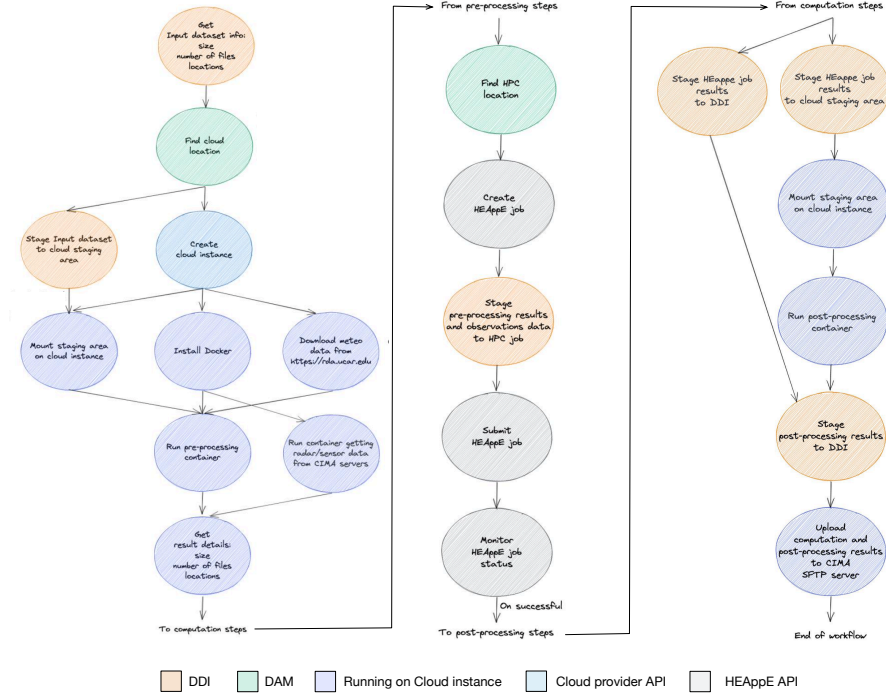 Get
Input dataset info:
size
number of files
locations
Find cloud
location
Stage Input dataset
to cloud staging
area
Create
cloud instance
Mount staging area
on cloud instance
Install Docker
Download meteo
data from
https://rda.ucar.edu
Run pre-processing
container
Run container getting
radar/sensor data
from CIMA servers
Get
result details:
size
number of files
locations
To computation steps
From pre-processing steps
Find HPC
location
Create
HEAppE job
Stage
pre-processing results
and observations data
to HPC job
Submit
HEAppE job
Monitor
HEAppE job
status
On successful
To post-processing steps
From computation steps
Stage HEappe job
results
to DDI
Stage HEappe job
results
to cloud staging area
Mount staging area
on cloud instance
Run post-processing
container
Stage
post-processing results
to DDI
Upload
computation and
post-processing results
to CIMA
SFTP server
End of workflow
DDI
DAM
Running on Cloud instance
Cloud provider API
HEAppE API